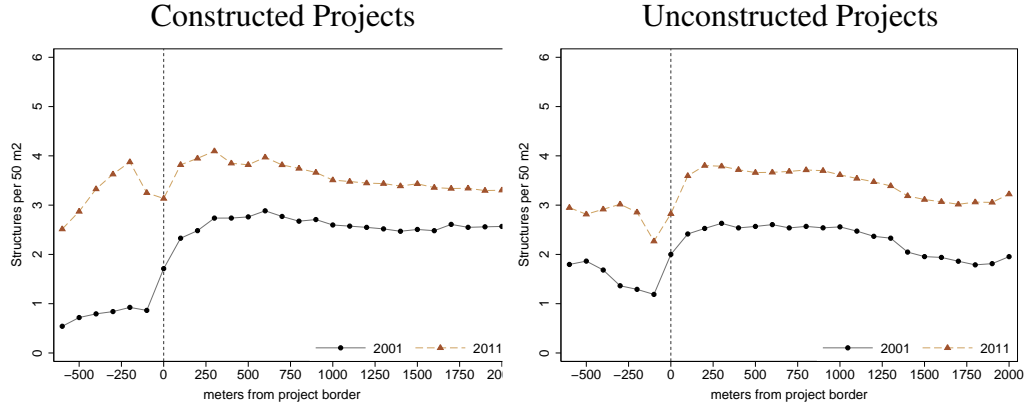 Constructed Projects
Structures per 50 m2
6
5
4
3
2
1
0
−500 −250 0 250 500 750 1000 1250 1500 1750
meters from project border
2001 2011
Unconstructed Projects
Structures per 50 m2
6
5
4
3
2
1
0
−500 −250 0 250 500 750 1000 1250 1500 1750 2000
meters from project border
2001 2011